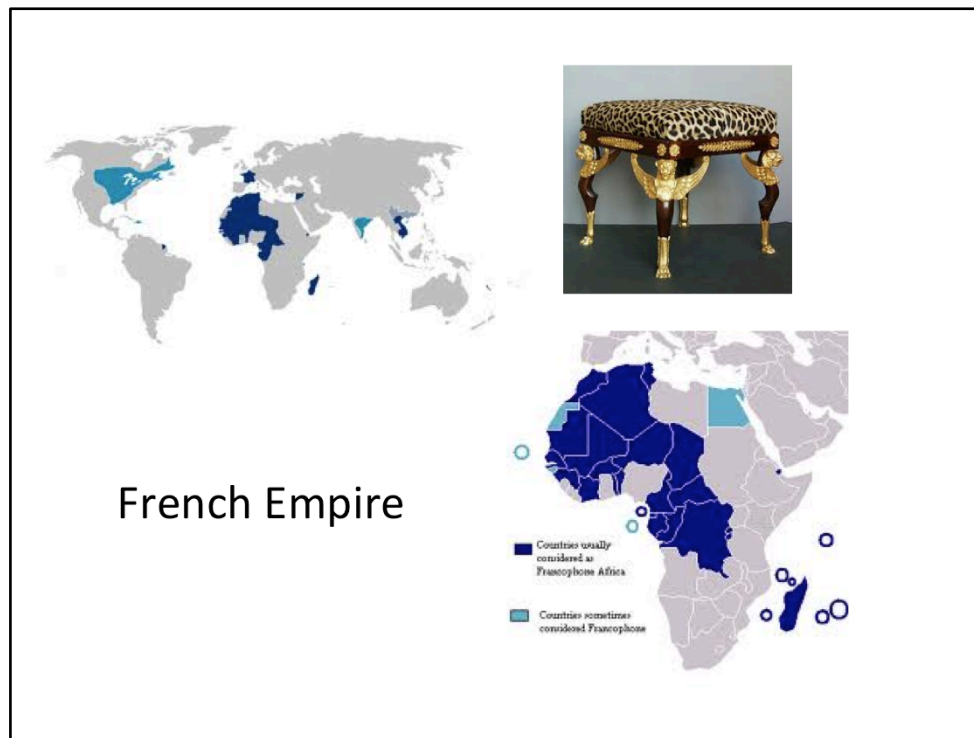 French Empire
Countries usually
considered as
Francophone Africa
Countries sometimes
considered Francophone